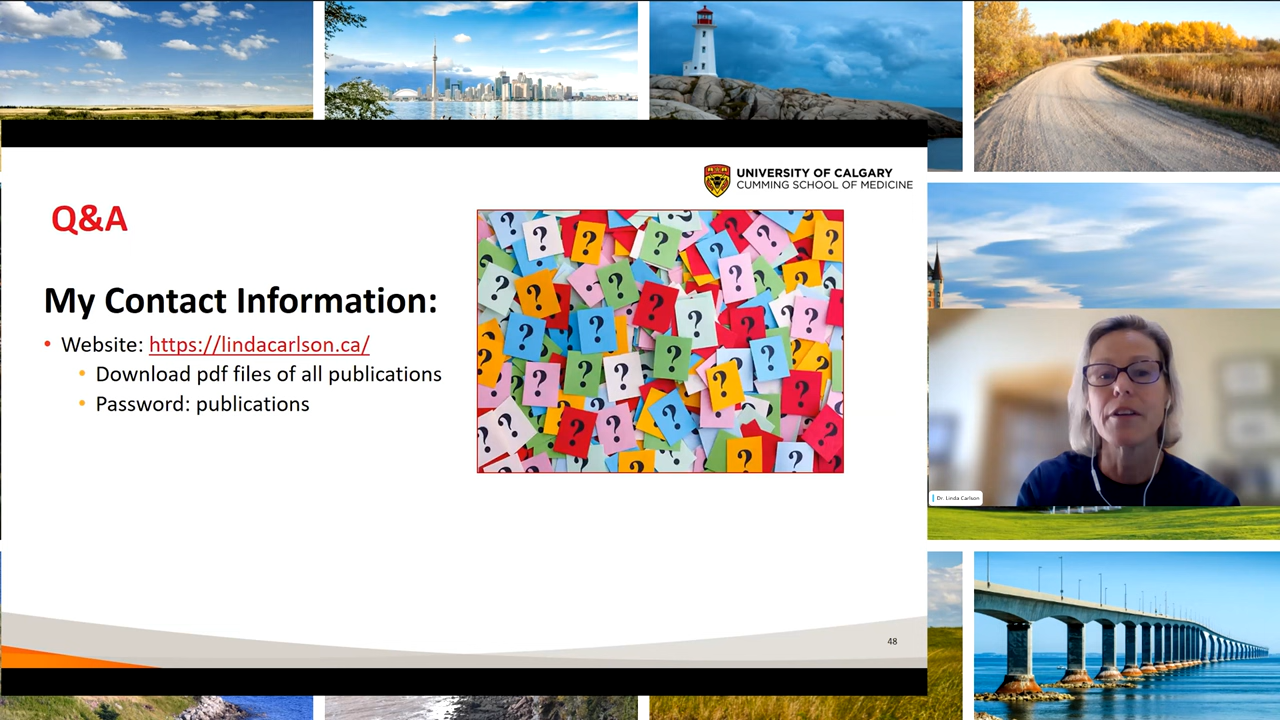 UNIVERSITY OF CALGARY
CUMMING SCHOOL OF MEDICINE
Q&A
My Contact Information:
• Website: https://lindacarlson.ca/
• Download pdf files of all publications
• Password: publications
Dr. Linda Carlson
48